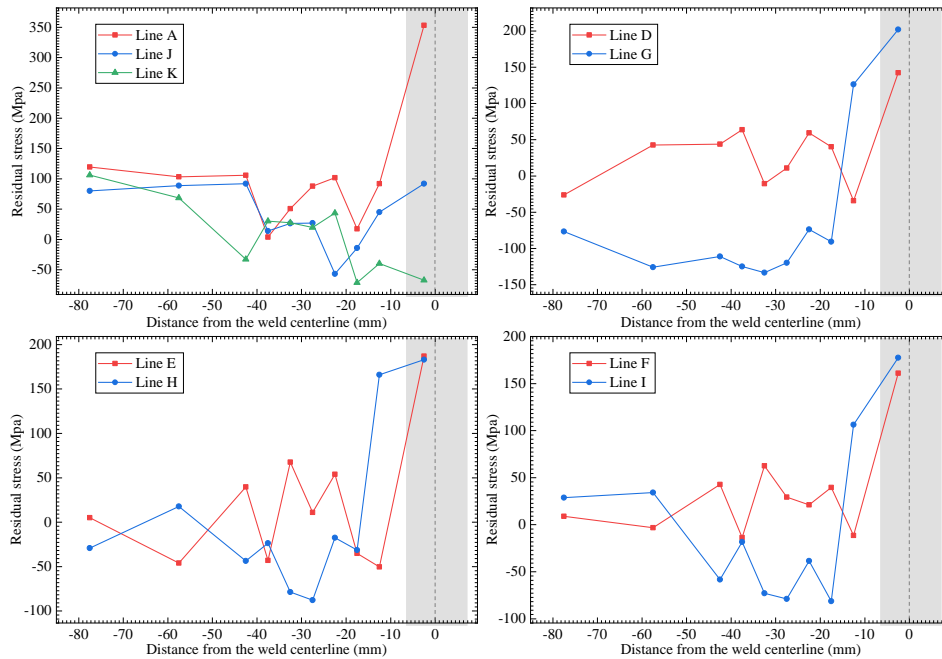 Line A
Line J
Line K
350
300
250
200
150
100
50
0
-50
Residual stress (Mpa)
-80 -70 -60 -50 -40 -30 -20 -10 0
Distance from the weld centerline (mm)
Line D
Line G
200
150
100
50
0
-50
-100
-150
Residual stress (Mpa)
-80 -70 -60 -50 -40 -30 -20 -10 0
Distance from the weld centerline (mm)
Line E
Line H
200
150
100
50
0
-50
-100
Residual stress (Mpa)
-80 -70 -60 -50 -40 -30 -20 -10 0
Distance from the weld centerline (mm)
Line F
Line I
200
150
100
50
0
-50
-100
Residual stress (Mpa)
-80 -70 -60 -50 -40 -30 -20 -10 0
Distance from the weld centerline (mm)